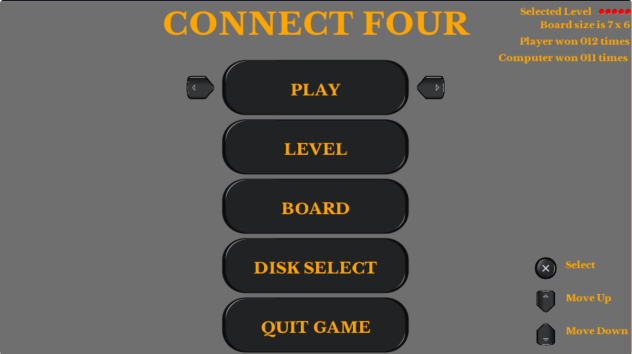 CONNECT FOUR
Selected Level
Board size is 7 x 6
Player won 012 times
Computer won 011 times
PLAY
LEVEL
BOARD
DISK SELECT
QUIT GAME
Select
Move Up
Move Down